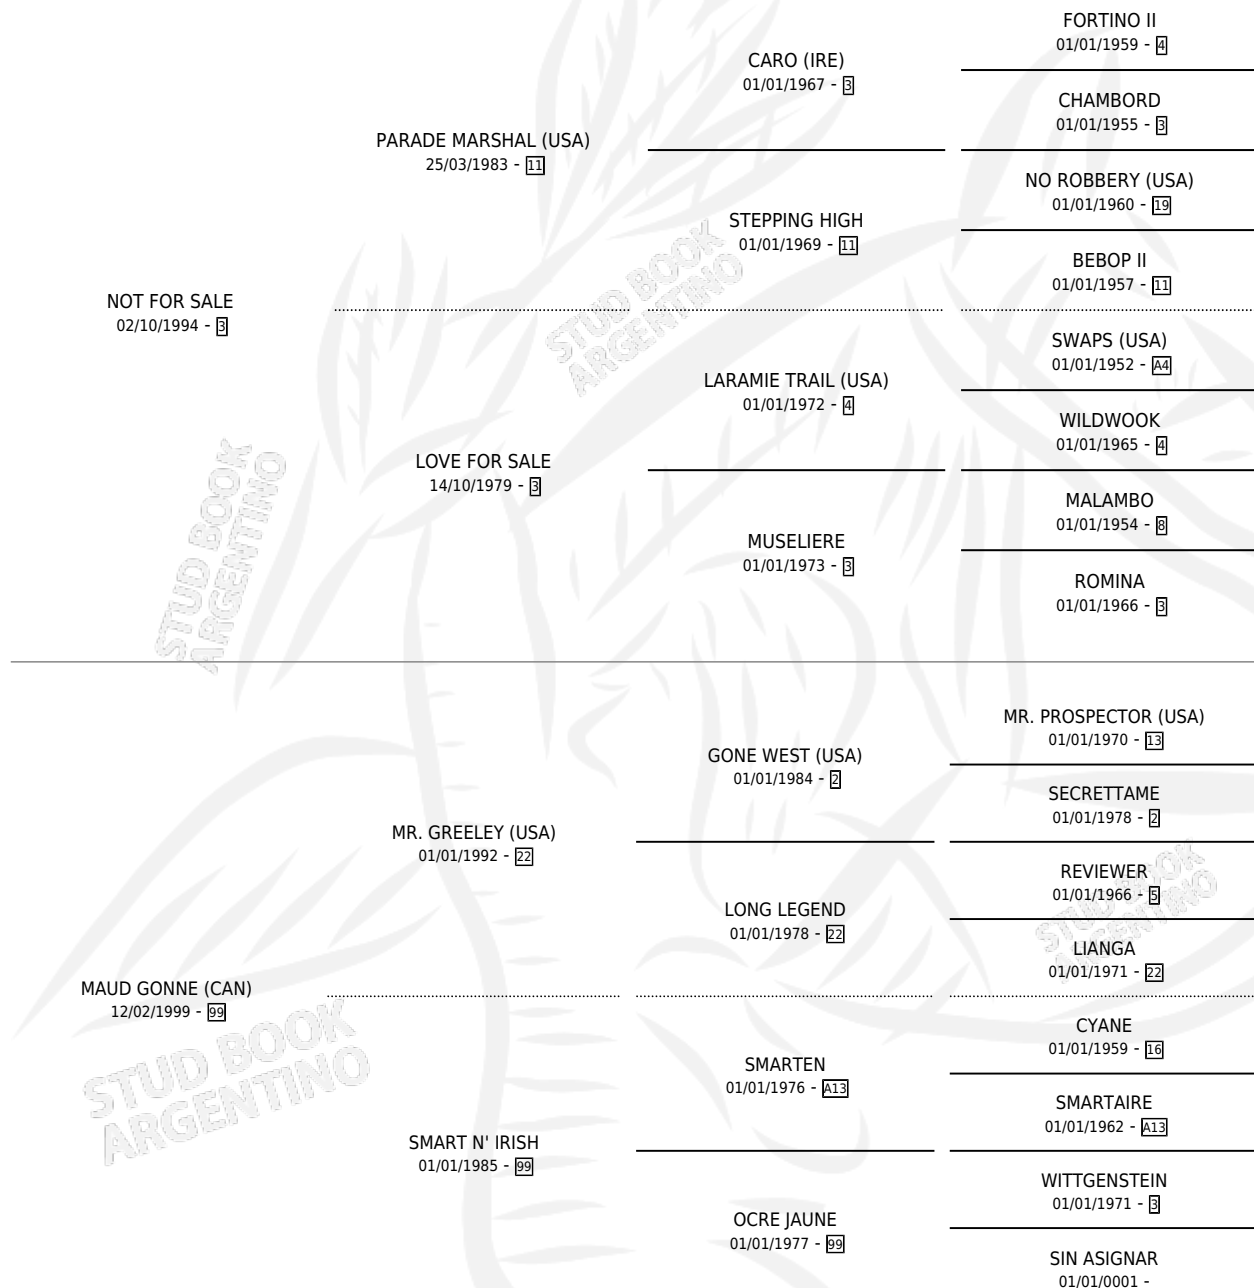 FORTINO II
01/01/1959 - 4
CARO (IRE)
01/01/1967 - 3
CHAMBORD
01/01/1955 - 3
PARADE MARSHAL (USA)
25/03/1983 - 11
NO ROBBERY (USA)
01/01/1960 - 19
STEPPING HIGH
01/01/1969 - 11
BEBOP II
01/01/1957 - 11
NOT FOR SALE
02/10/1994 - 3
SWAPS (USA)
01/01/1952 - A4
LARAMIE TRAIL (USA)
01/01/1972 - 4
WILDWOOK
01/01/1965 - 4
LOVE FOR SALE
14/10/1979 - 3
MALAMBO
01/01/1954 - 8
MUSELIERE
01/01/1973 - 3
ROMINA
01/01/1966 - 3
STUD BOOK
ARGENTINO
STUD BOOK
ARGENTINO
MR. PROSPECTOR (USA)
01/01/1970 - 13
GONE WEST (USA)
01/01/1984 - 2
SECRETTAME
01/01/1978 - 2
MR. GREELEY (USA)
01/01/1992 - 22
REVIEWER
01/01/1966 - 5
LONG LEGEND
01/01/1978 - 22
LIANGA
01/01/1971 - 22
STUD BOOK
ARGENTINO
MAUD GONNE (CAN)
12/02/1999 - 99
CYANE
01/01/1959 - 16
SMARTEN
01/01/1976 - A13
SMARTAIRE
01/01/1962 - A13
SMART N' IRISH
01/01/1985 - 99
WITTGENSTEIN
01/01/1971 - 3
OCRE JAUNE
01/01/1977 - 99
SIN ASIGNAR
01/01/0001 -
STUD BOOK
ARGENTINO